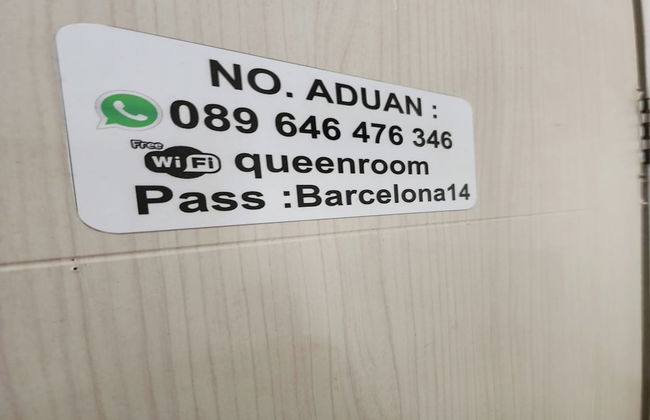 NO. ADUAN :
089 646 476 346
Free WiFi queenroom
Pass :Barcelona14